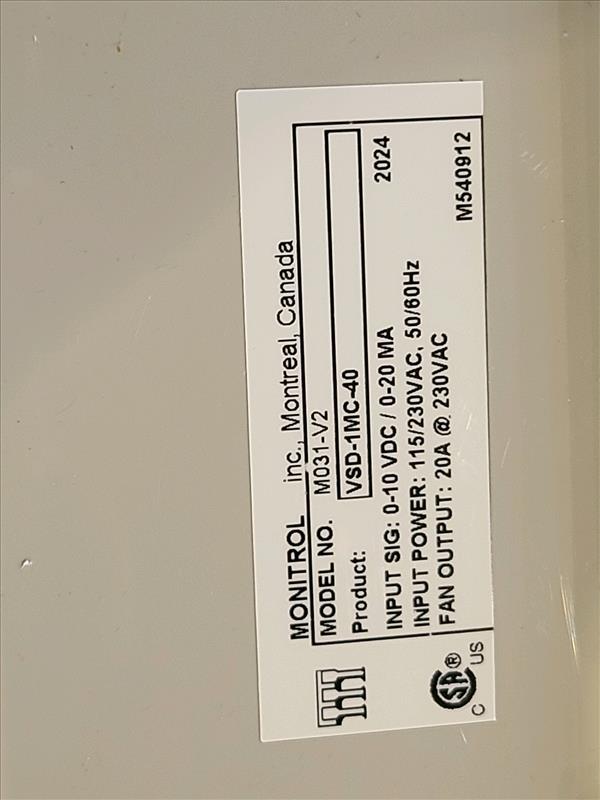 MONITROL inc., Montreal, Canada
MODEL NO. M031-V2
Product: VSD-1MC-40
INPUT SIG: 0-10 VDC / 0-20 MA 2024
INPUT POWER: 115/230VAC, 50/60Hz
FAN OUTPUT: 20A @ 230VAC
M540912
C SA ® US